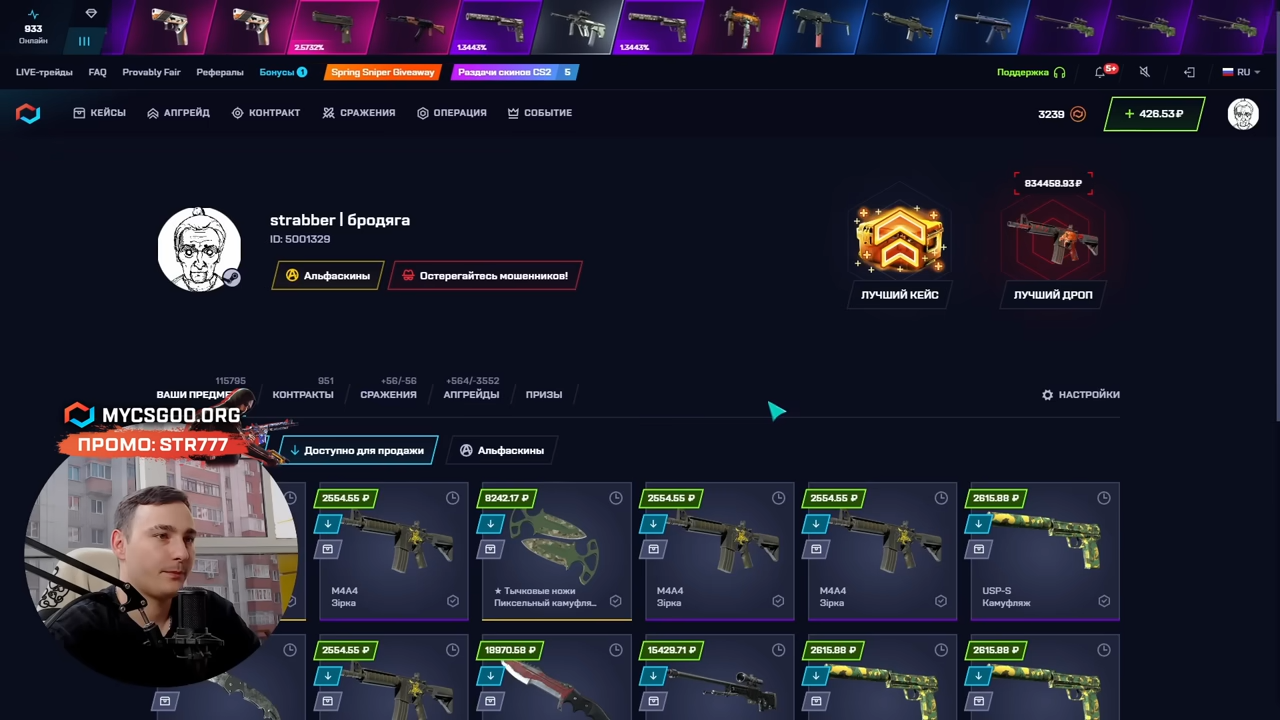 933
Онлайн
2.5732%
1.3443%
1.3443%
LIVE-трейды
FAQ
Provably Fair
Рефералы
Бонусы 1
Spring Sniper Giveaway
Раздачи скинов CS2 5
Поддержка
5+
RU
КЕЙСЫ
АПГРЕЙД
КОНТРАКТ
СРАЖЕНИЯ
ОПЕРАЦИЯ
СОБЫТИЕ
3239
+ 426.53 ₽
strabber | бродяга
ID: 5001329
Альфаскины
Остерегайтесь мошенников!
ЛУЧШИЙ КЕЙС
834458.93 ₽
ЛУЧШИЙ ДРОП
115795
ВАШИ ПРЕДМЕ
951
КОНТРАКТЫ
+56/-56
СРАЖЕНИЯ
+564/-3552
АПГРЕЙДЫ
ПРИЗЫ
НАСТРОЙКИ
MYCSGOO.ORG
ПРОМО: STR777
Доступно для продажи
Альфаскины
2554.55 ₽
M4A4
Зірка
8242.17 ₽
★ Тычковые ножи
Пиксельный камуфля...
2554.55 ₽
M4A4
Зірка
2554.55 ₽
M4A4
Зірка
2615.88 ₽
USP-S
Камуфляж
2554.55 ₽
18970.58 ₽
15429.71 ₽
2615.88 ₽
2615.88 ₽